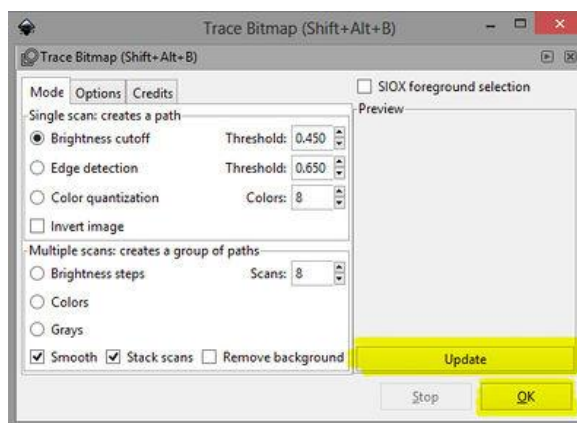 Trace Bitmap (Shift+Alt+B)
Trace Bitmap (Shift+Alt+B)
Mode Options Credits
SIOX foreground selection
Single scan: creates a path
Preview
Brightness cutoff Threshold: 0.450
Edge detection Threshold: 0.650
Color quantization Colors: 8
Invert image
Multiple scans: creates a group of paths
Brightness steps Scans: 8
Colors
Grays
Smooth Stack scans Remove background
Update
Stop OK